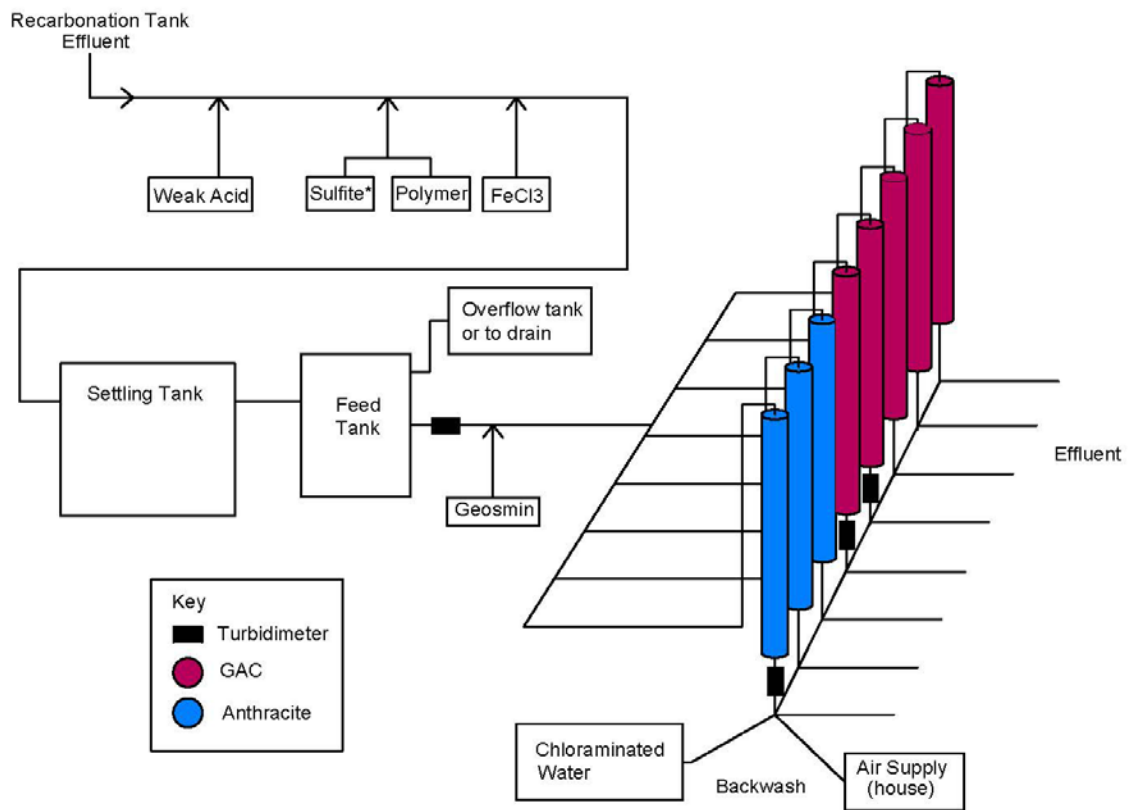 Recarbonation Tank
Effluent
Weak Acid
Sulfite*
Polymer
FeCl3
Overflow tank
or to drain
Settling Tank
Feed
Tank
Effluent
Geosmin
Key
Turbidimeter
GAC
Anthracite
Chloraminated
Water
Backwash
Air Supply
(house)